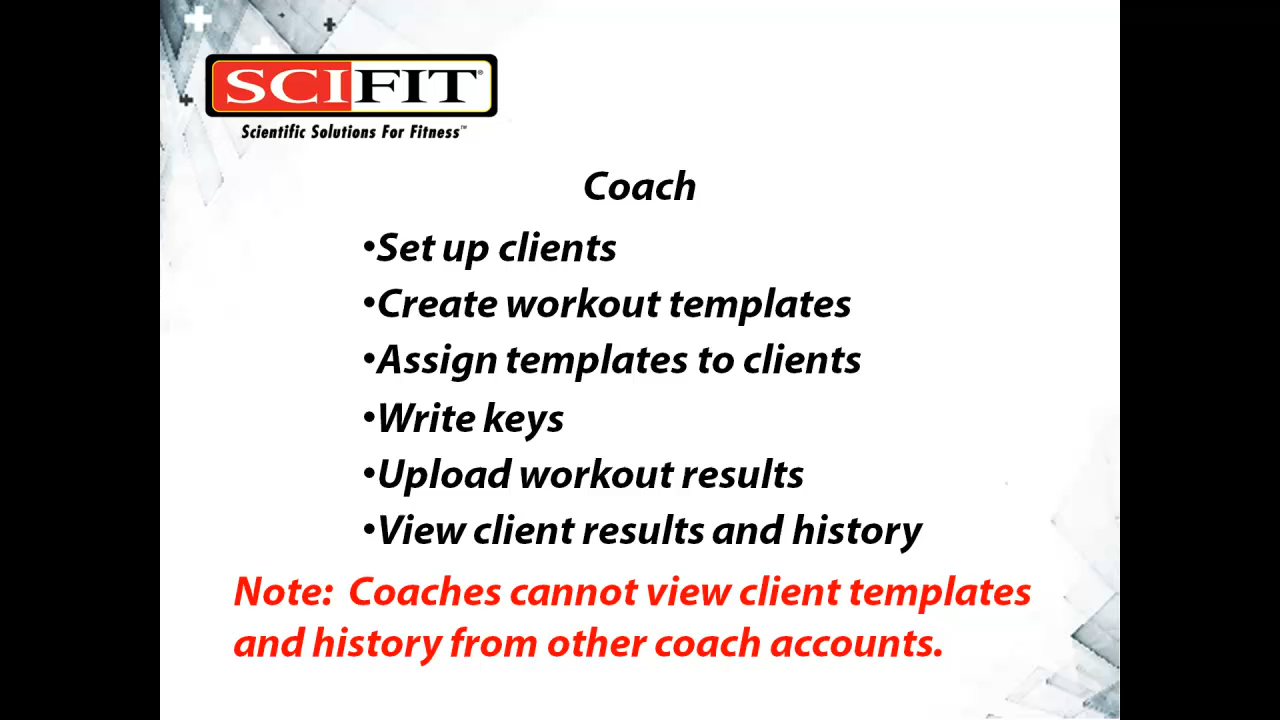 SCIFIT®
Scientific Solutions For Fitness™
Coach
•Set up clients
•Create workout templates
•Assign templates to clients
•Write keys
•Upload workout results
•View client results and history
Note: Coaches cannot view client templates
and history from other coach accounts.